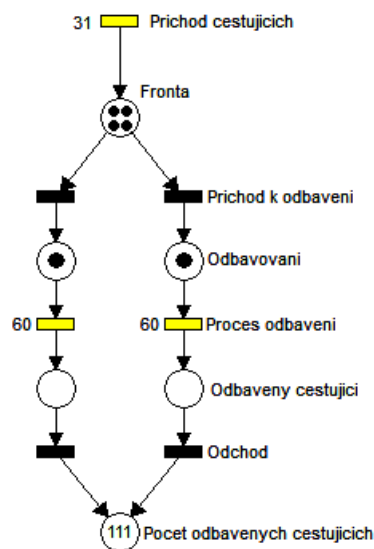 31 Prichod cestujicich
Fronta
Prichod k odbaveni
Odbavovani
60 60 Proces odbaveni
Odbaveny cestujici
Odchod
111 Pocet odbavenych cestujicich